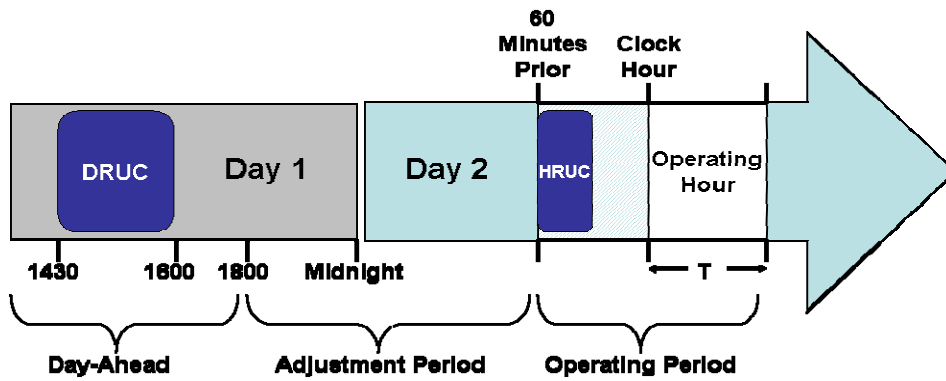 60
Minutes
Prior
Clock
Hour
DRUC
Day 1
Day 2
HRUC
Operating
Hour
1430
1600
1800
Midnight
T
Day-Ahead
Adjustment Period
Operating Period